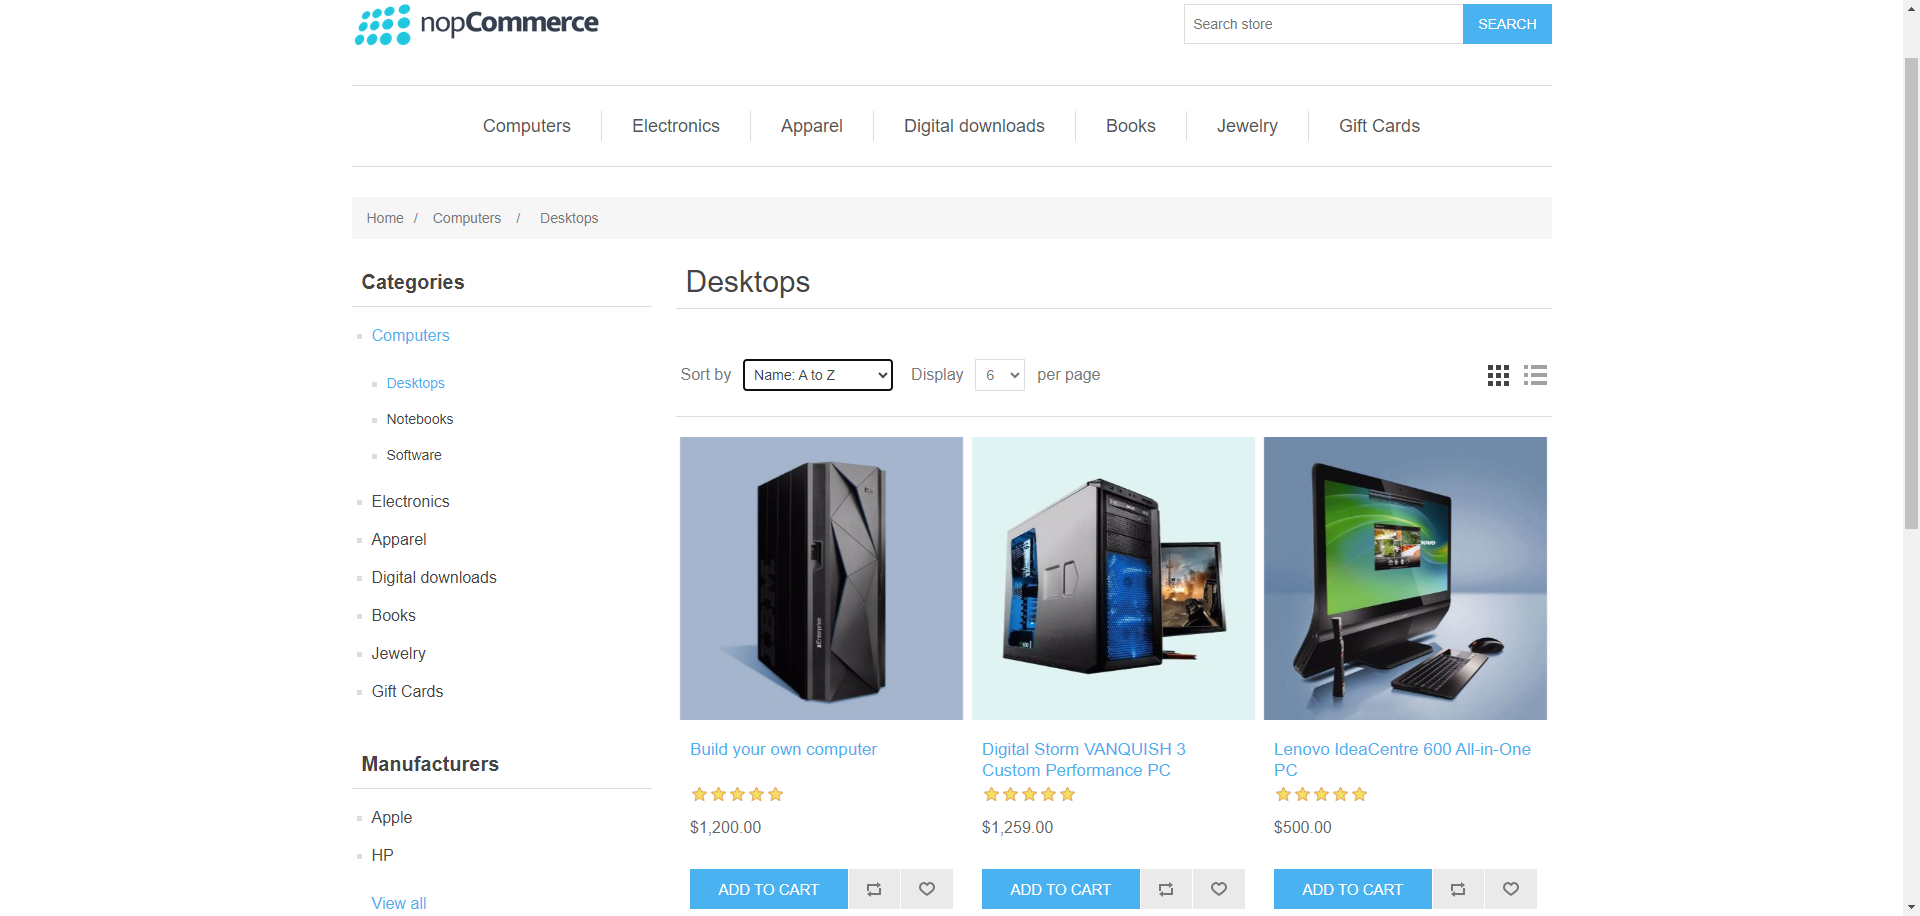 nopCommerce
Search store
SEARCH
Computers
Electronics
Apparel
Digital downloads
Books
Jewelry
Gift Cards
Home / Computers / Desktops
Categories
Computers
Desktops
Notebooks
Software
Electronics
Apparel
Digital downloads
Books
Jewelry
Gift Cards
Manufacturers
Apple
HP
View all
Desktops
Sort by Name: A to Z Display 6 per page
IBM
Build your own computer
$1,200.00
ADD TO CART
Digital Storm VANQUISH 3
Custom Performance PC
$1,259.00
ADD TO CART
Lenovo IdeaCentre 600 All-in-One
PC
$500.00
ADD TO CART